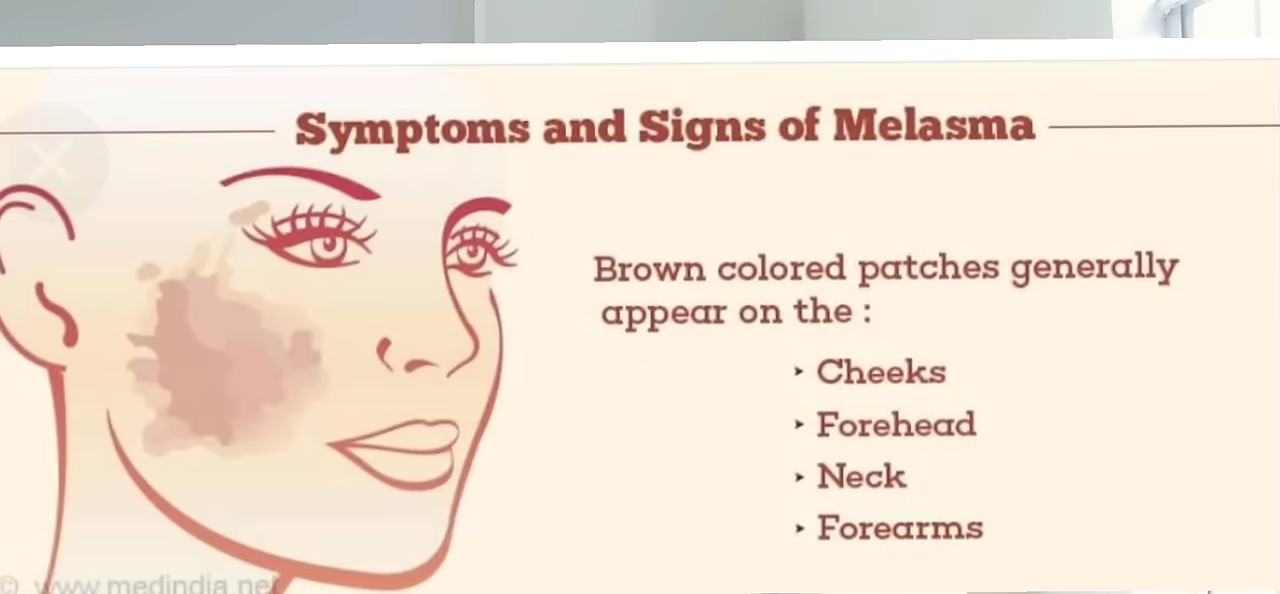 Symptoms and Signs of Melasma
Brown colored patches generally
appear on the :
‣ Cheeks
‣ Forehead
‣ Neck
‣ Forearms
© www.medindia.net